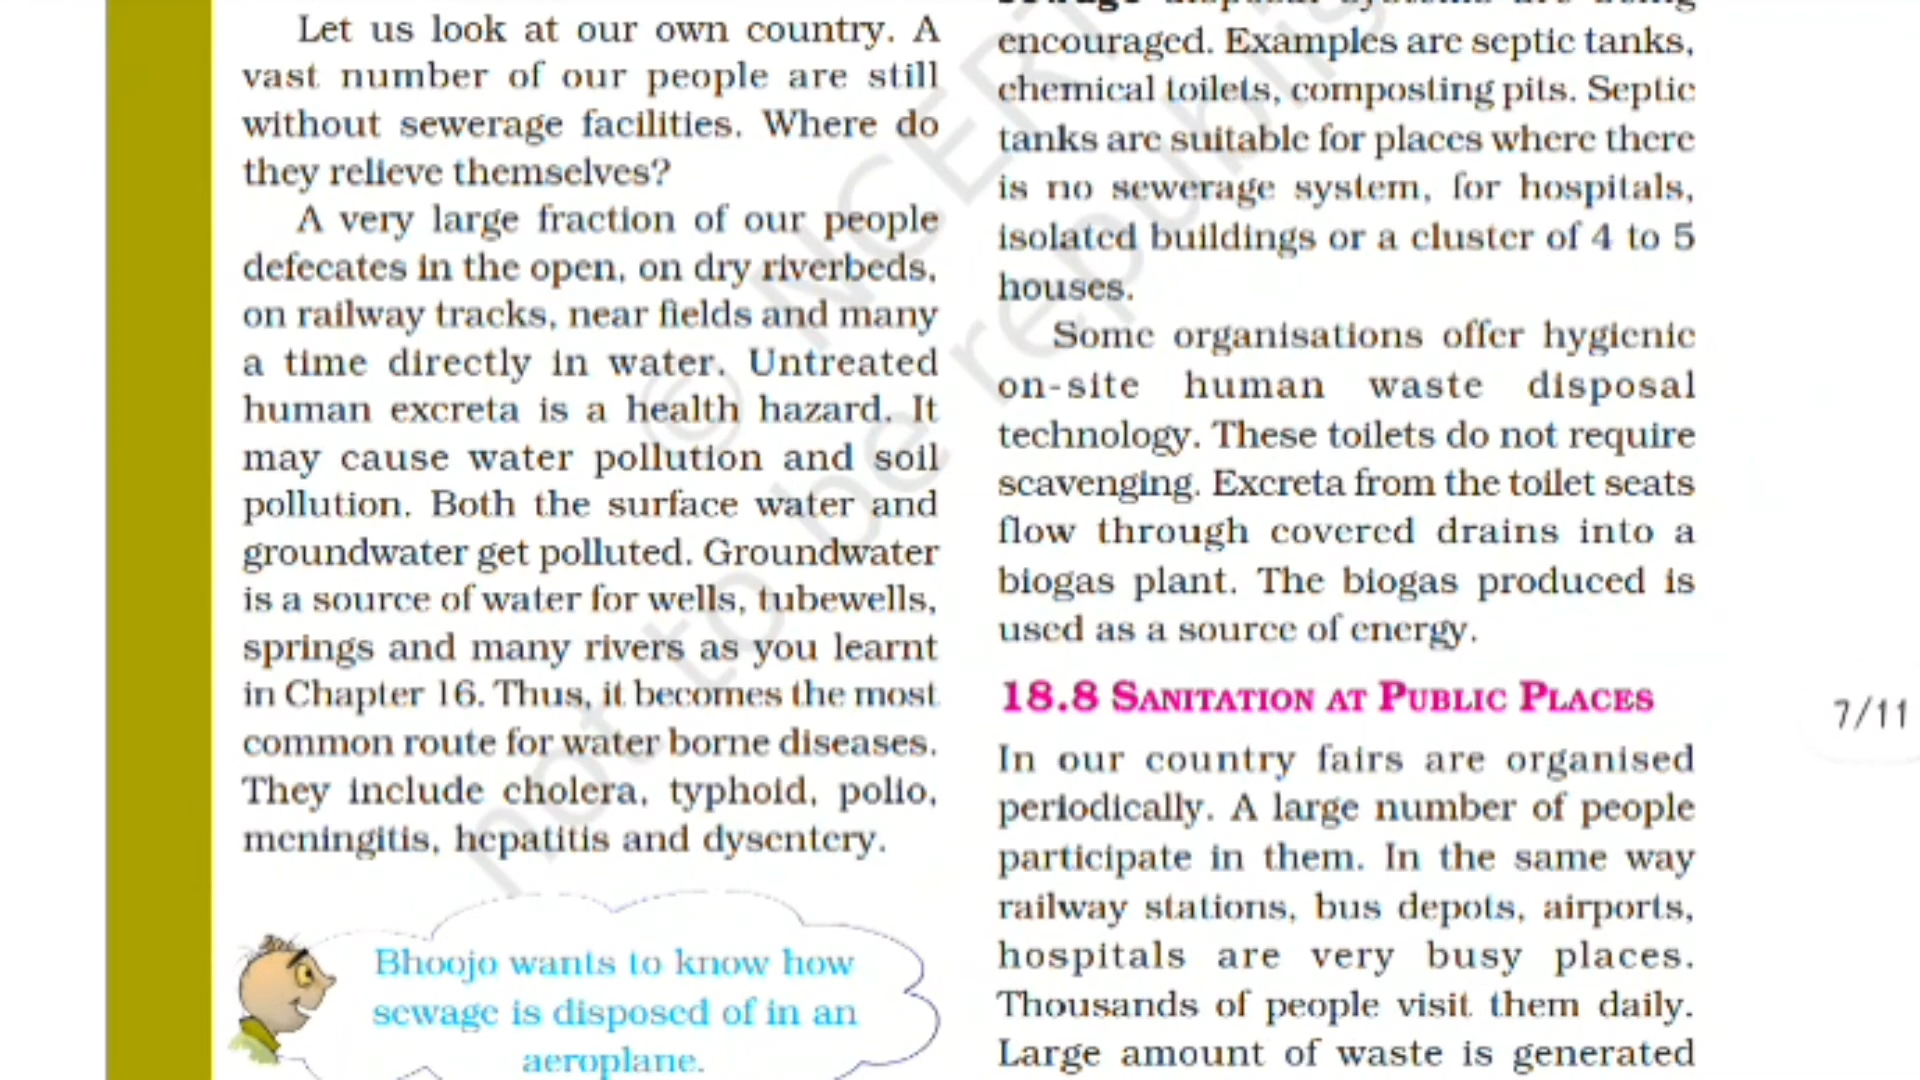 Let us look at our own country. A
vast number of our people are still
without sewerage facilities. Where do
they relieve themselves?
A very large fraction of our people
defecates in the open, on dry riverbeds,
on railway tracks, near fields and many
a time directly in water. Untreated
human excreta is a health hazard. It
may cause water pollution and soil
pollution. Both the surface water and
groundwater get polluted. Groundwater
is a source of water for wells, tubewells,
springs and many rivers as you learnt
in Chapter 16. Thus, it becomes the most
common route for water borne diseases.
They include cholera, typhoid, polio,
meningitis, hepatitis and dysentery.
Bhoojo wants to know how
sewage is disposed of in an
aeroplane.
encouraged. Examples are septic tanks,
chemical toilets, composting pits. Septic
tanks are suitable for places where there
is no sewerage system, for hospitals,
isolated buildings or a cluster of 4 to 5
houses.
Some organisations offer hygienic
on-site human waste disposal
technology. These toilets do not require
scavenging. Excreta from the toilet seats
flow through covered drains into a
biogas plant. The biogas produced is
used as a source of energy.
18.8 SANITATION AT PUBLIC PLACES
In our country fairs are organised
periodically. A large number of people
participate in them. In the same way
railway stations, bus depots, airports,
hospitals are very busy places.
Thousands of people visit them daily.
Large amount of waste is generated
7/11
© NCERT
not to be republis